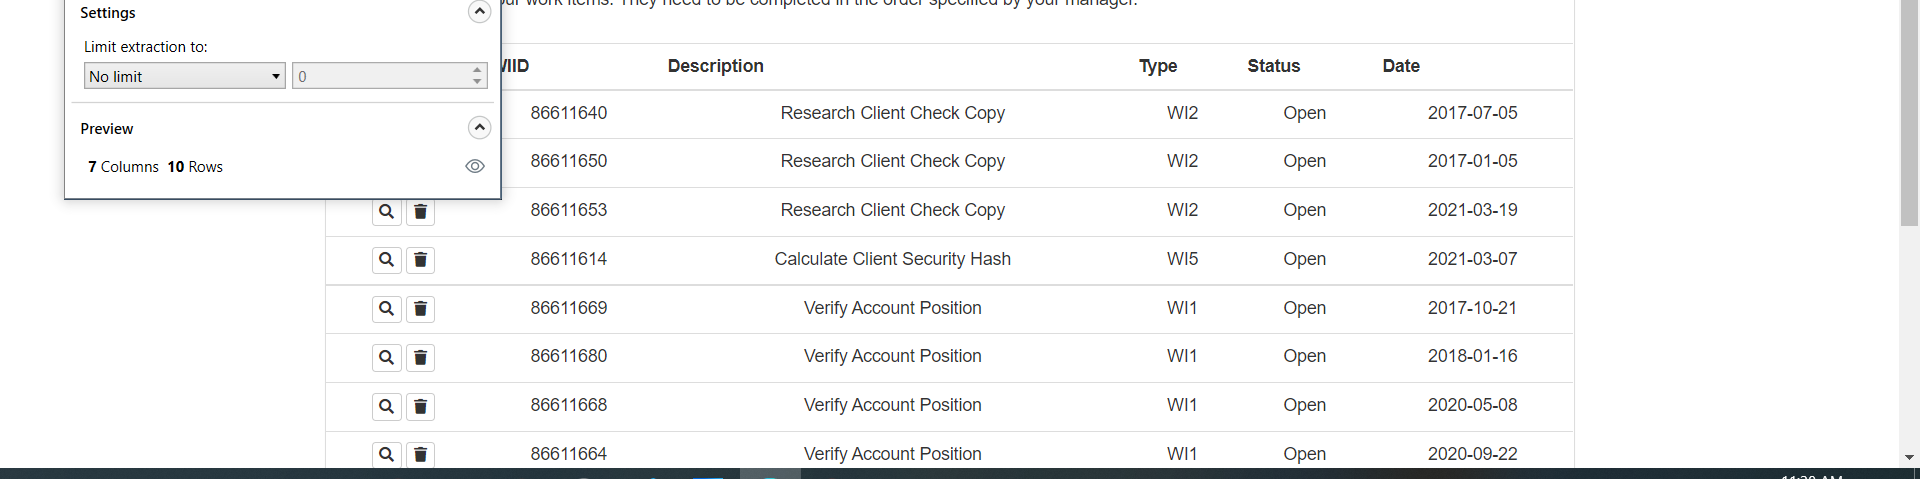 Settings
Limit extraction to:
No limit 0
Preview
7 Columns 10 Rows
work items. They need to be completed in the order specified by your manager.
Description Type Status Date
86611640 Research Client Check Copy WI2 Open 2017-07-05
86611650 Research Client Check Copy WI2 Open 2017-01-05
86611653 Research Client Check Copy WI2 Open 2021-03-19
86611614 Calculate Client Security Hash WI5 Open 2021-03-07
86611669 Verify Account Position WI1 Open 2017-10-21
86611680 Verify Account Position WI1 Open 2018-01-16
86611668 Verify Account Position WI1 Open 2020-05-08
86611664 Verify Account Position WI1 Open 2020-09-22